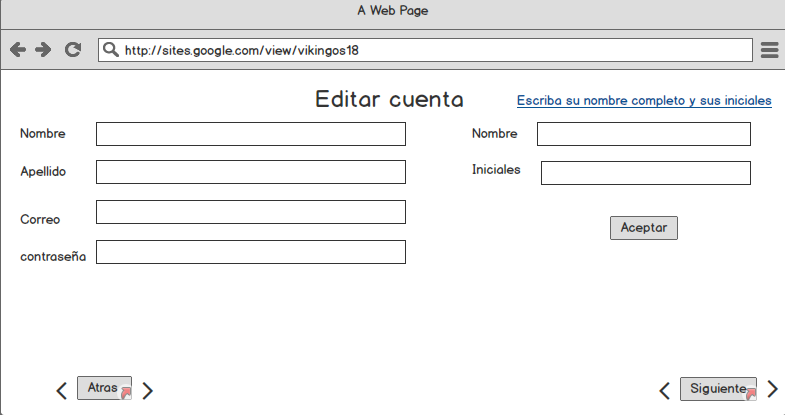 A Web Page
http://sites.google.com/view/vikingos18
Editar cuenta
Escriba su nombre completo y sus iniciales
Nombre
Apellido
Correo
contraseña
Nombre
Iniciales
Aceptar
Atras
Siguiente